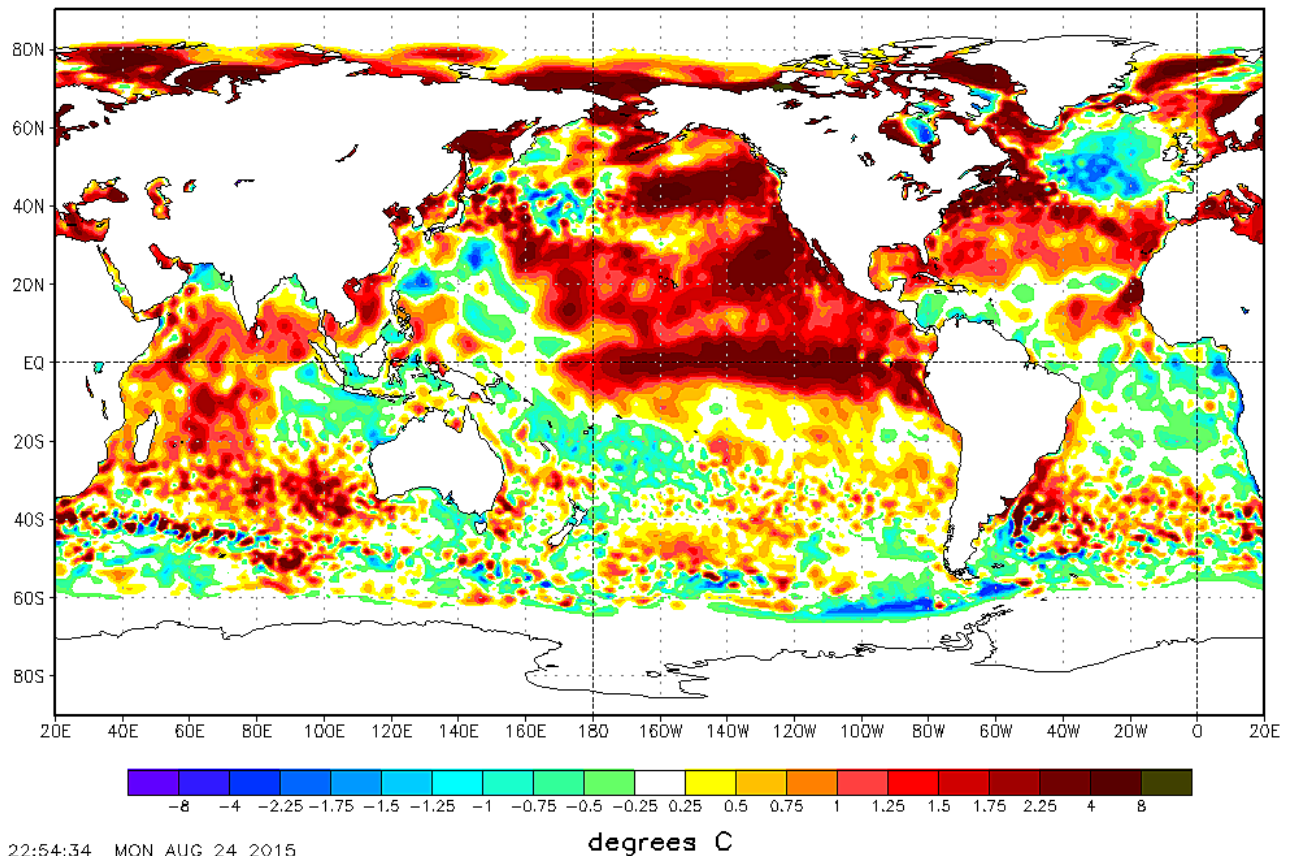 80N
60N
40N
20N
EQ
20S
40S
60S
80S
20E 40E 60E 80E 100E 120E 140E 160E 180 160W 140W 120W 100W 80W 60W 40W 20W 0 20E
-8 -4 -2.25 -1.75 -1.5 -1.25 -1 -0.75 -0.5 -0.25 0.25 0.5 0.75 1 1.25 1.5 1.75 2.25 4 8
degrees C
22:54:34 MON AUG 24 2015